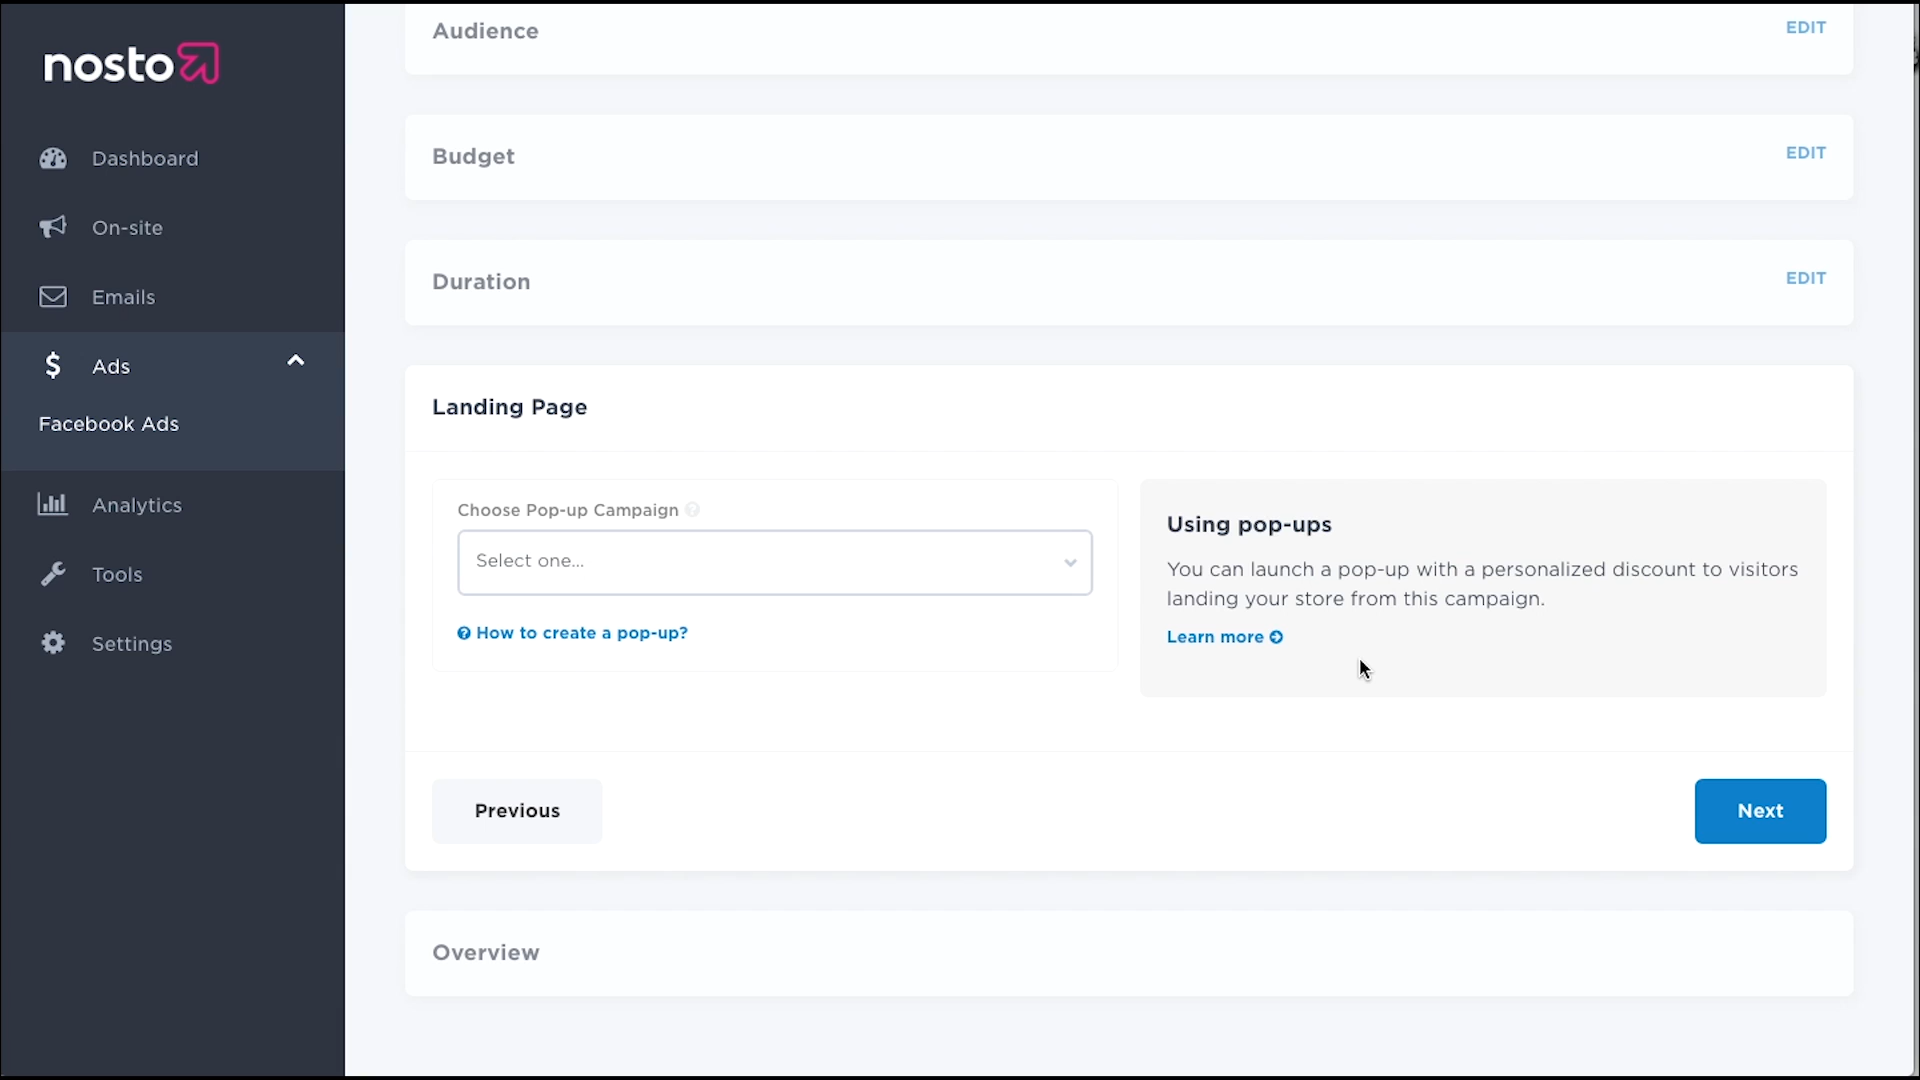 nosto
Dashboard
On-site
Emails
Ads
Facebook Ads
Analytics
Tools
Settings
Audience
EDIT
Budget
EDIT
Duration
EDIT
Landing Page
Choose Pop-up Campaign
Select one...
How to create a pop-up?
Using pop-ups
You can launch a pop-up with a personalized discount to visitors
landing your store from this campaign.
Learn more
Previous
Next
Overview